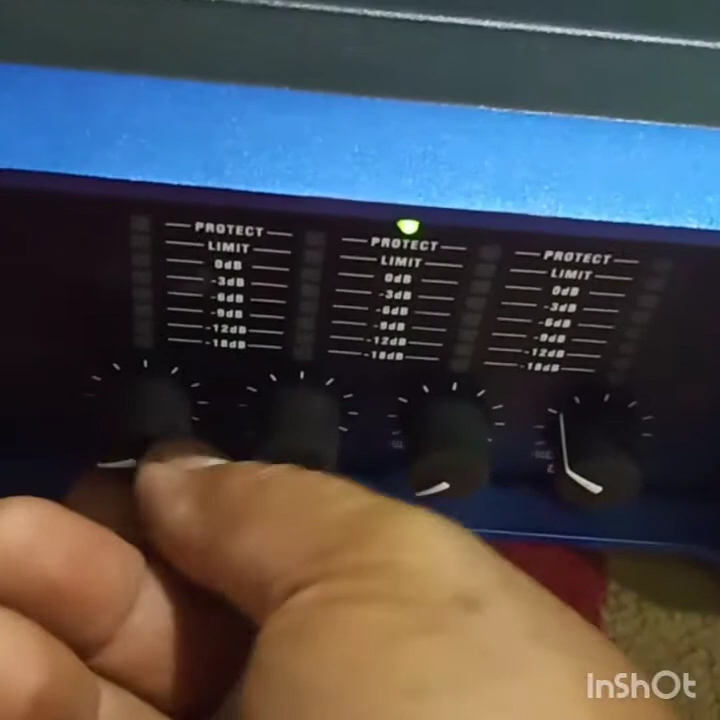 PROTECT
LIMIT
0dB
-3dB
-6dB
-9dB
-12dB
-18dB
PROTECT
LIMIT
0dB
-3dB
-6dB
-9dB
-12dB
-18dB
PROTECT
LIMIT
0dB
-3dB
-6dB
-9dB
-12dB
-18dB
InShOt